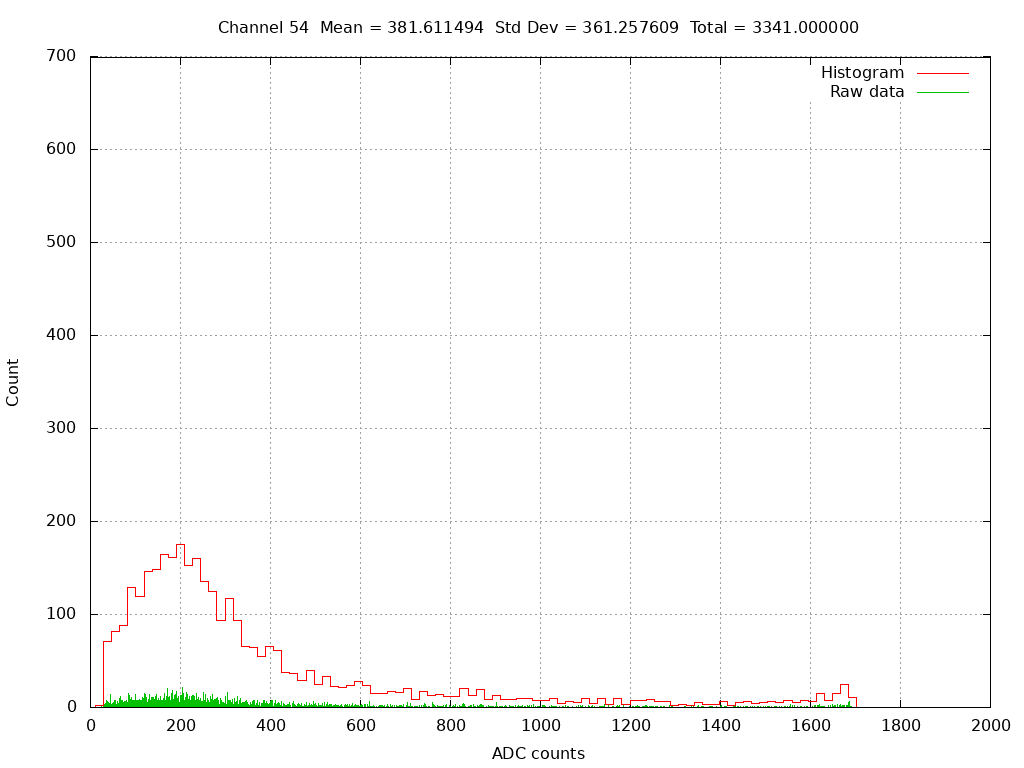 Channel 54  Mean = 381.611494  Std Dev = 361.257609  Total = 3341.000000
Histogram
Raw data
700
600
500
400
300
200
100
0
Count
0 200 400 600 800 1000 1200 1400 1600 1800 2000
ADC counts